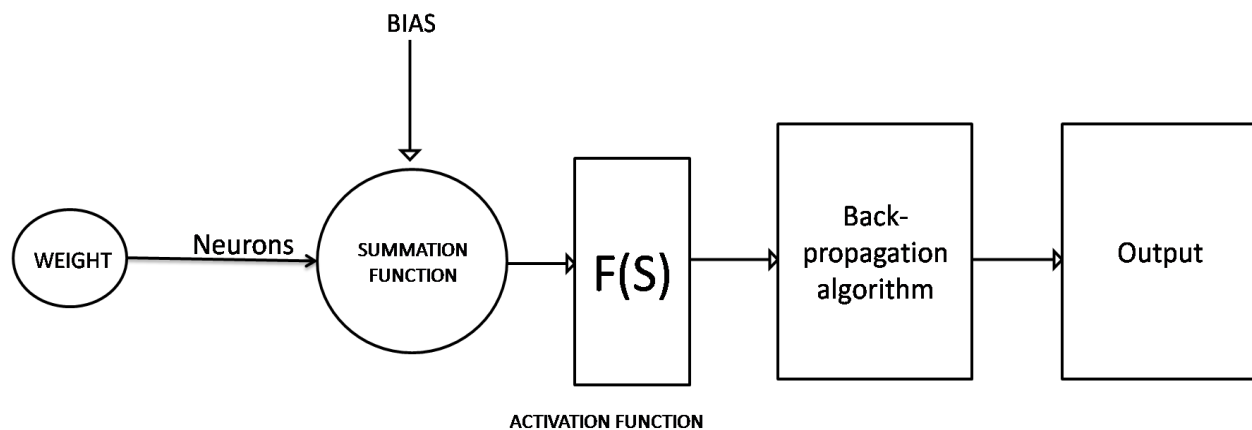 BIAS
WEIGHT
Neurons
SUMMATION
FUNCTION
F(S)
Back-
propagation
algorithm
Output
ACTIVATION FUNCTION